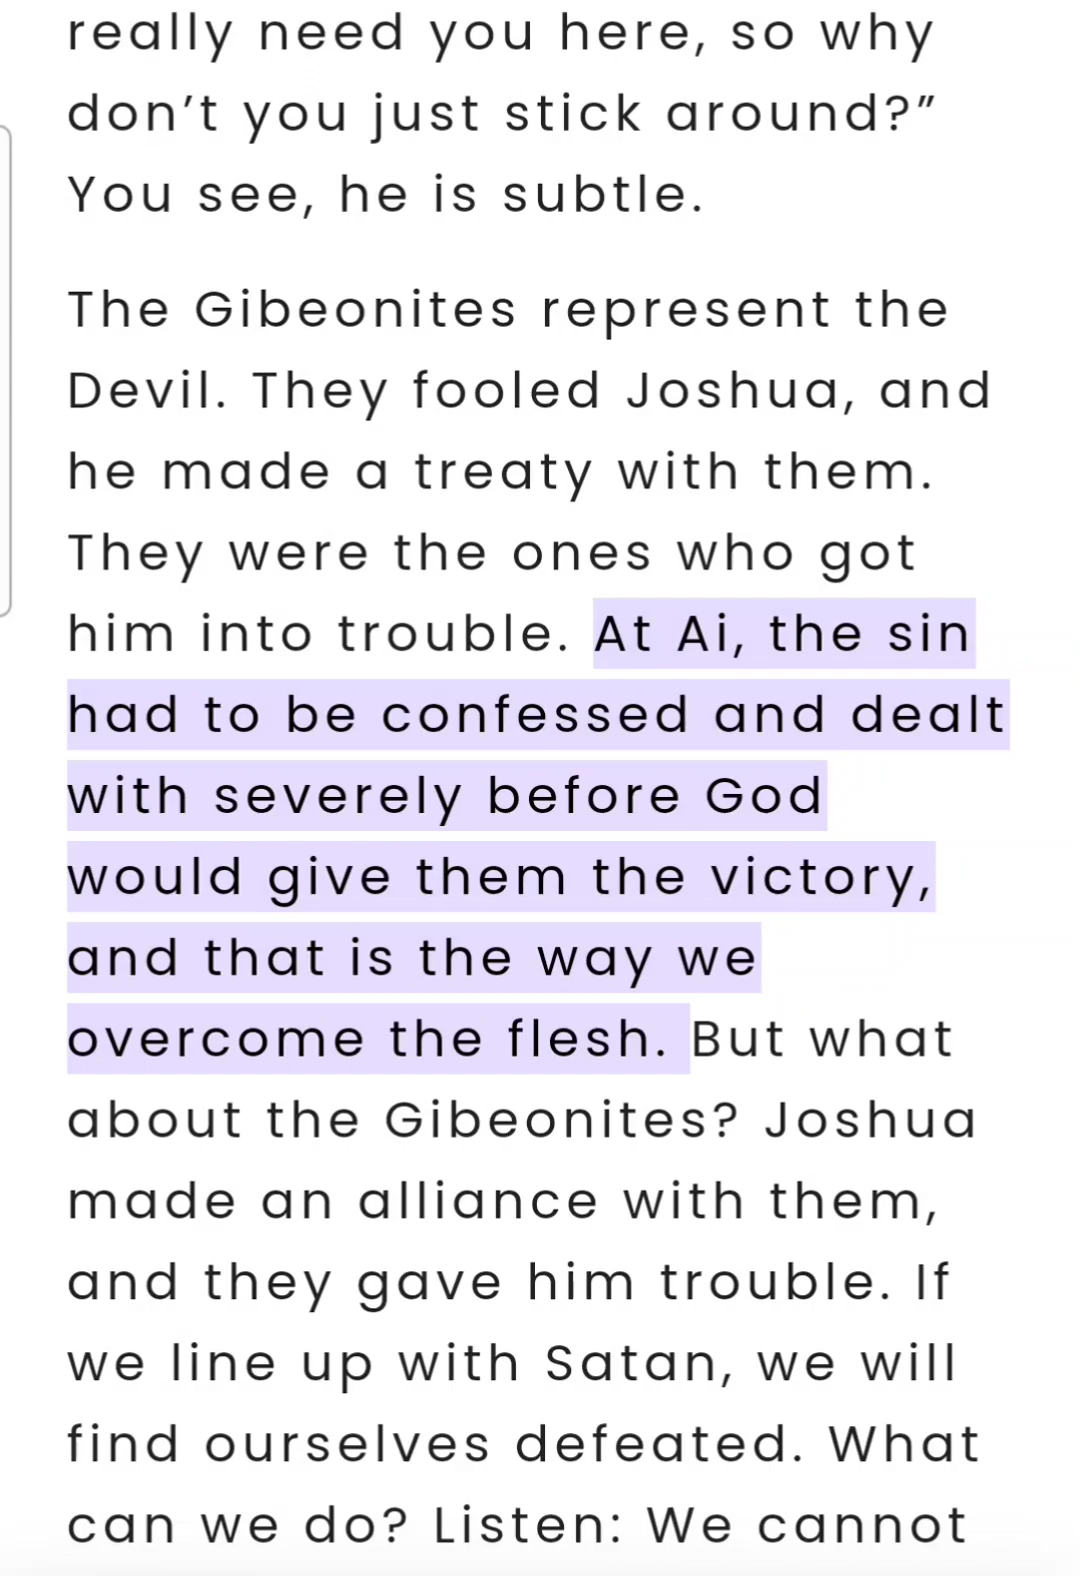 really need you here, so why
don’t you just stick around?”
You see, he is subtle.
The Gibeonites represent the
Devil. They fooled Joshua, and
he made a treaty with them.
They were the ones who got
him into trouble. At Ai, the sin
had to be confessed and dealt
with severely before God
would give them the victory,
and that is the way we
overcome the flesh. But what
about the Gibeonites? Joshua
made an alliance with them,
and they gave him trouble. If
we line up with Satan, we will
find ourselves defeated. What
can we do? Listen: We cannot